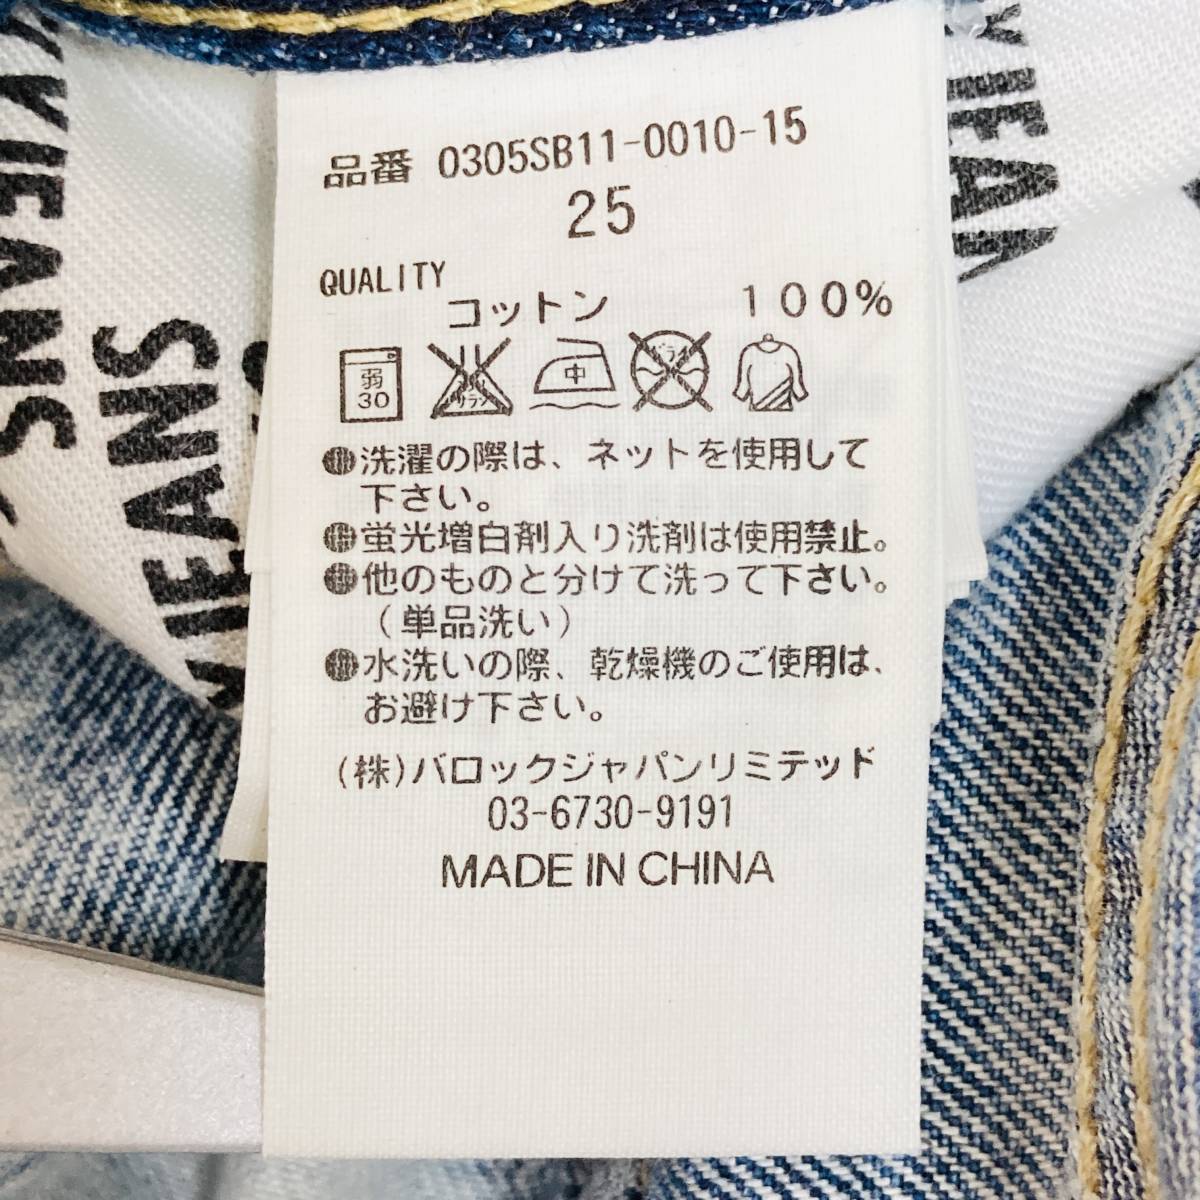 品番 0305SB11-0010-15
25
QUALITY
コットン 100%
弱
30
中
●洗濯の際は、ネットを使用して
下さい。
●蛍光増白剤入り洗剤は使用禁止。
●他のものと分けて洗って下さい。
(単品洗い)
●水洗いの際、乾燥機のご使用は、
お避け下さい。
(株)バロックジャパンリミテッド
03-6730-9191
MADE IN CHINA
JEANS